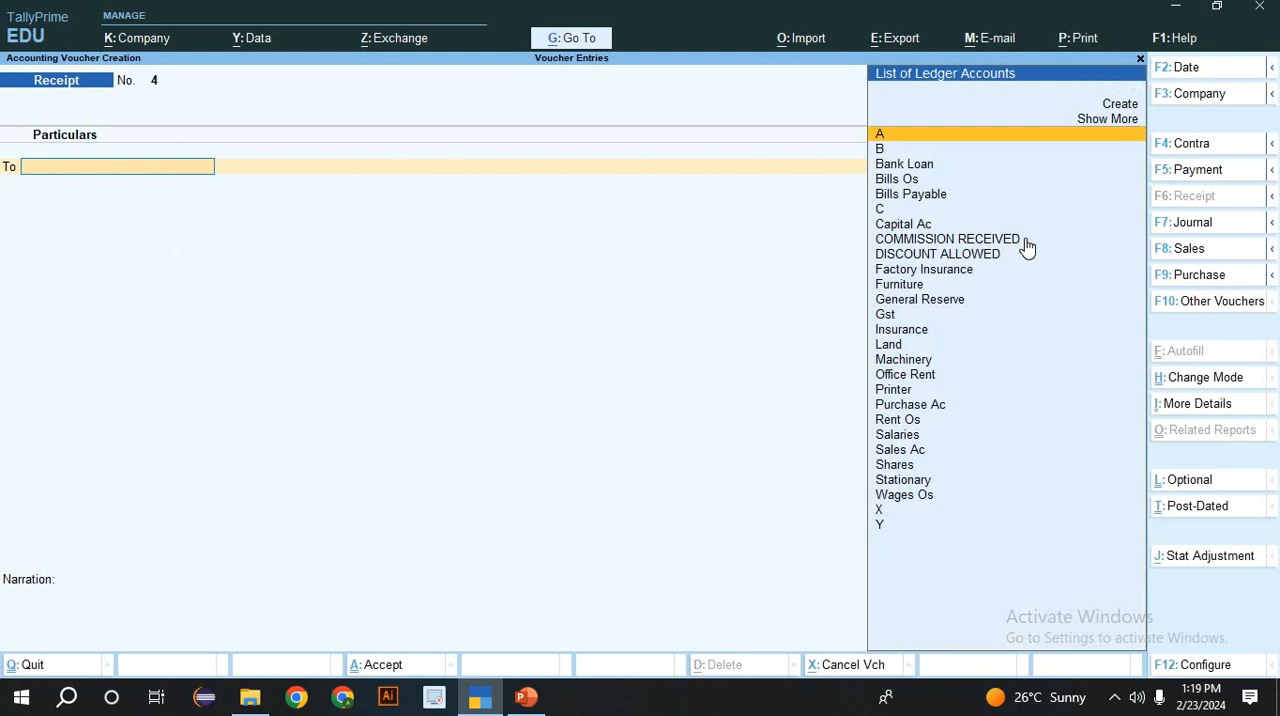 TallyPrime
EDU
MANAGE
K: Company
Y: Data
Z: Exchange
G: Go To
O: Import
E: Export
M: E-mail
P: Print
F1: Help
Accounting Voucher Creation
Voucher Entries
Receipt No. 4
Particulars
To
Narration:
List of Ledger Accounts
Create
Show More
A
B
Bank Loan
Bills Os
Bills Payable
C
Capital Ac
COMMISSION RECEIVED
DISCOUNT ALLOWED
Factory Insurance
Furniture
General Reserve
Gst
Insurance
Land
Machinery
Office Rent
Printer
Purchase Ac
Rent Os
Salaries
Sales Ac
Shares
Stationary
Wages Os
X
Y
F2: Date
F3: Company
F4: Contra
F5: Payment
F6: Receipt
F7: Journal
F8: Sales
F9: Purchase
F10: Other Vouchers
F: Autofill
H: Change Mode
I: More Details
O: Related Reports
L: Optional
T: Post-Dated
J: Stat Adjustment
Activate Windows
Go to Settings to activate Windows.
Q: Quit
A: Accept
D: Delete
X: Cancel Vch
F12: Configure
Ai
26°C Sunny
1:19 PM
2/23/2024